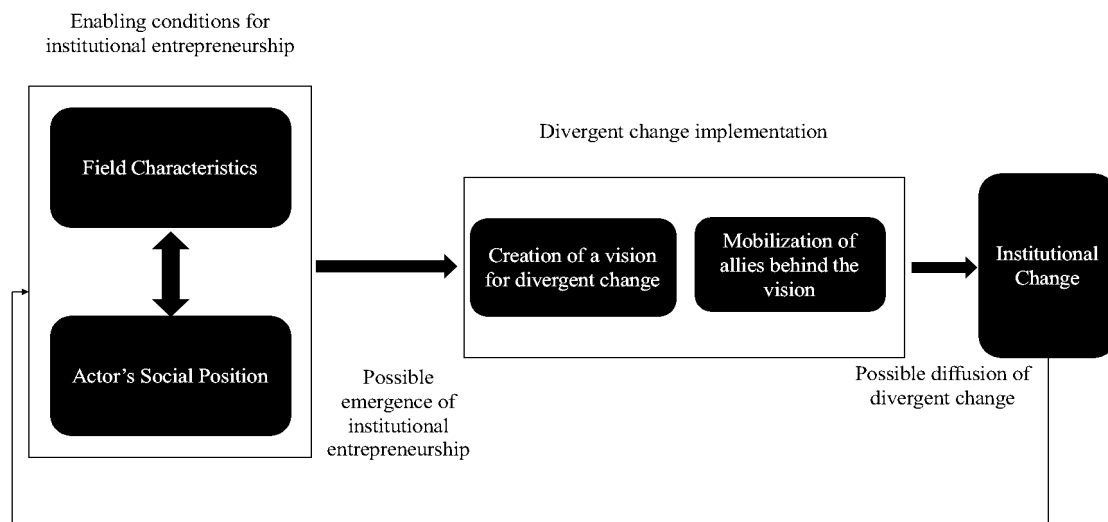 Enabling conditions for
institutional entrepreneurship
Field Characteristics
Actor's Social Position
Possible
emergence of
institutional
entrepreneurship
Divergent change implementation
Creation of a vision
for divergent change
Mobilization of
allies behind the
vision
Possible diffusion of
divergent change
Institutional
Change